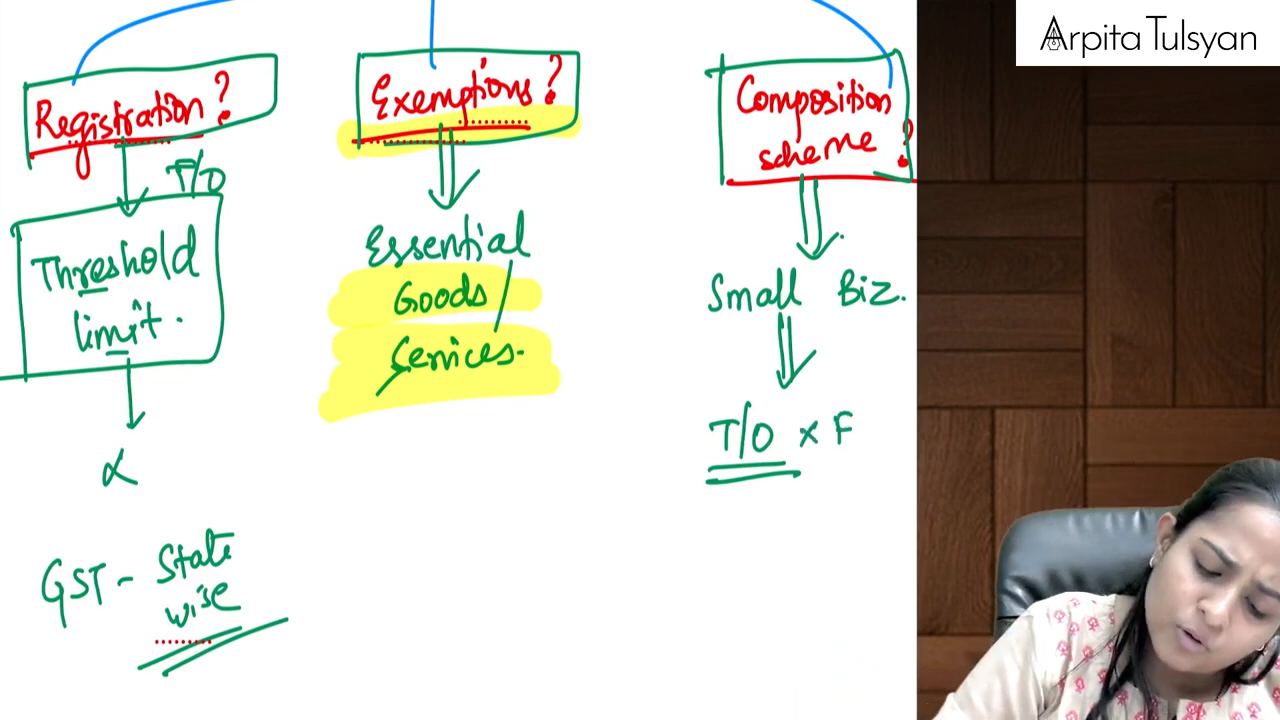 Arpita Tulsyan
Registration?
T/O
Threshold
limit.
GST - State
wise
Exemptions?
Essential
Goods
Services.
Composition
scheme?
Small Biz.
T/O × F